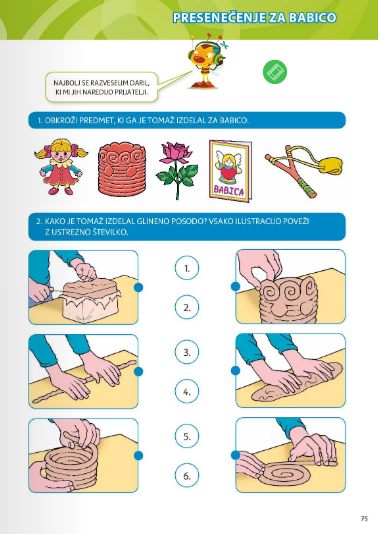 PRESENEČENJE ZA BABICO
NAJBOLJ SE RAZVESELIM DARIL,
KI MI JIH NAREDIJO PRIJATELJI.
1. OBKROŽI PREDMET, KI GA JE TOMAŽ IZDELAL ZA BABICO.
BABICA
2. KAKO JE TOMAŽ IZDELAL GLINENO POSODO? VSAKO ILUSTRACIJO POVEŽI
Z USTREZNO ŠTEVILKO.
1.
2.
3.
4.
5.
6.
75